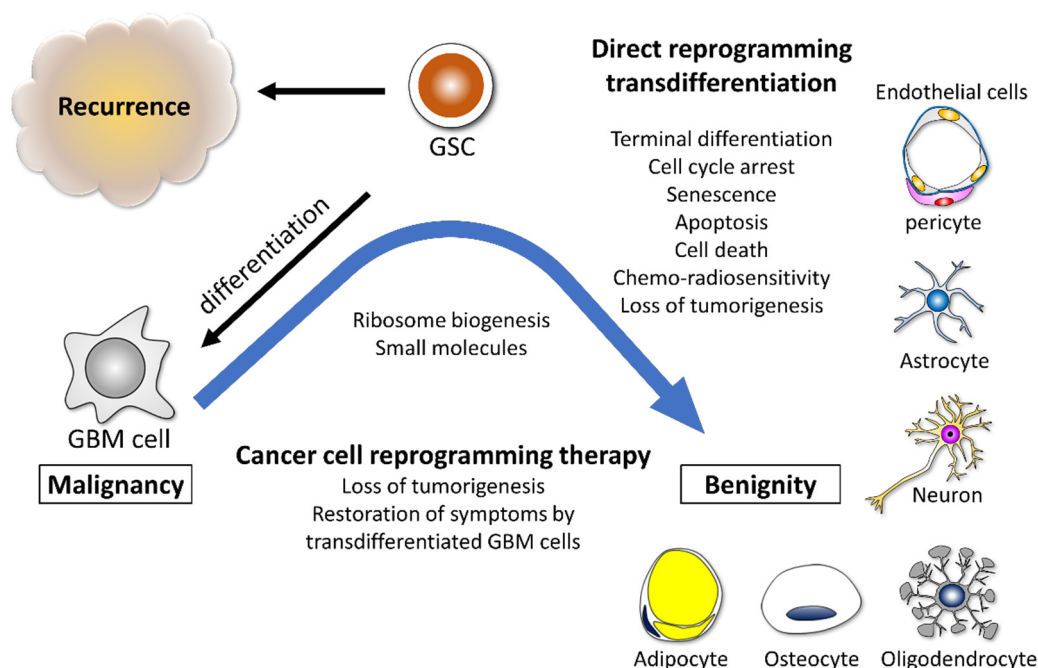 Recurrence
GSC
Direct reprogramming
transdifferentiation
Terminal differentiation
Cell cycle arrest
Senescence
Apoptosis
Cell death
Chemo-radiosensitivity
Loss of tumorigenesis
Endothelial cells
pericyte
Astrocyte
Neuron
differentiation
Ribosome biogenesis
Small molecules
GBM cell
Malignancy
Cancer cell reprogramming therapy
Loss of tumorigenesis
Restoration of symptoms by
transdifferentiated GBM cells
Benignity
Adipocyte
Osteocyte
Oligodendrocyte